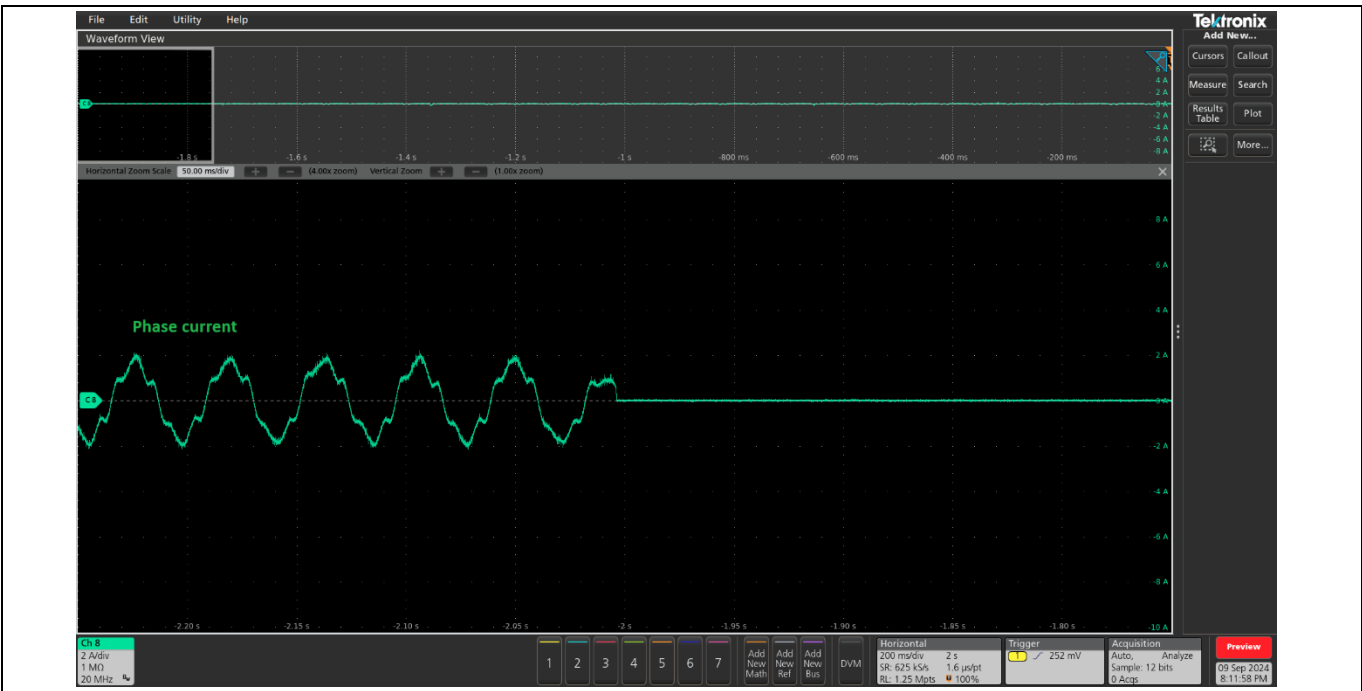 File Edit Utility Help
Tektronix
Waveform View
Add New...
Cursors Callout
Measure Search
Results Table Plot
More...
6
4 A
2 A
0 A
-2 A
-4 A
-6 A
-8 A
C8
-1.8 s -1.6 s -1.4 s -1.2 s -1 s -800 ms -600 ms -400 ms -200 ms
Horizontal Zoom Scale 50.00 ms/div + − (4.00x zoom) Vertical Zoom + − (1.00x zoom) ×
8 A
6 A
4 A
Phase current
2 A
C 8
0 A
-2 A
-4 A
-6 A
-8 A
-10 A
-2.20 s -2.15 s -2.10 s -2.05 s -2 s -1.95 s -1.90 s -1.85 s -1.80 s
Ch 8
2 A/div
1 MΩ
20 MHz
1 2 3 4 5 6 7
Add New Math
Add New Ref
Add New Bus
DVM
Horizontal
200 ms/div 2 s
SR: 625 kS/s 1.6 µs/pt
RL: 1.25 Mpts 100%
Trigger
1 252 mV
Acquisition
Auto, Analyze
Sample: 12 bits
0 Acqs
Preview
09 Sep 2024
8:11:58 PM